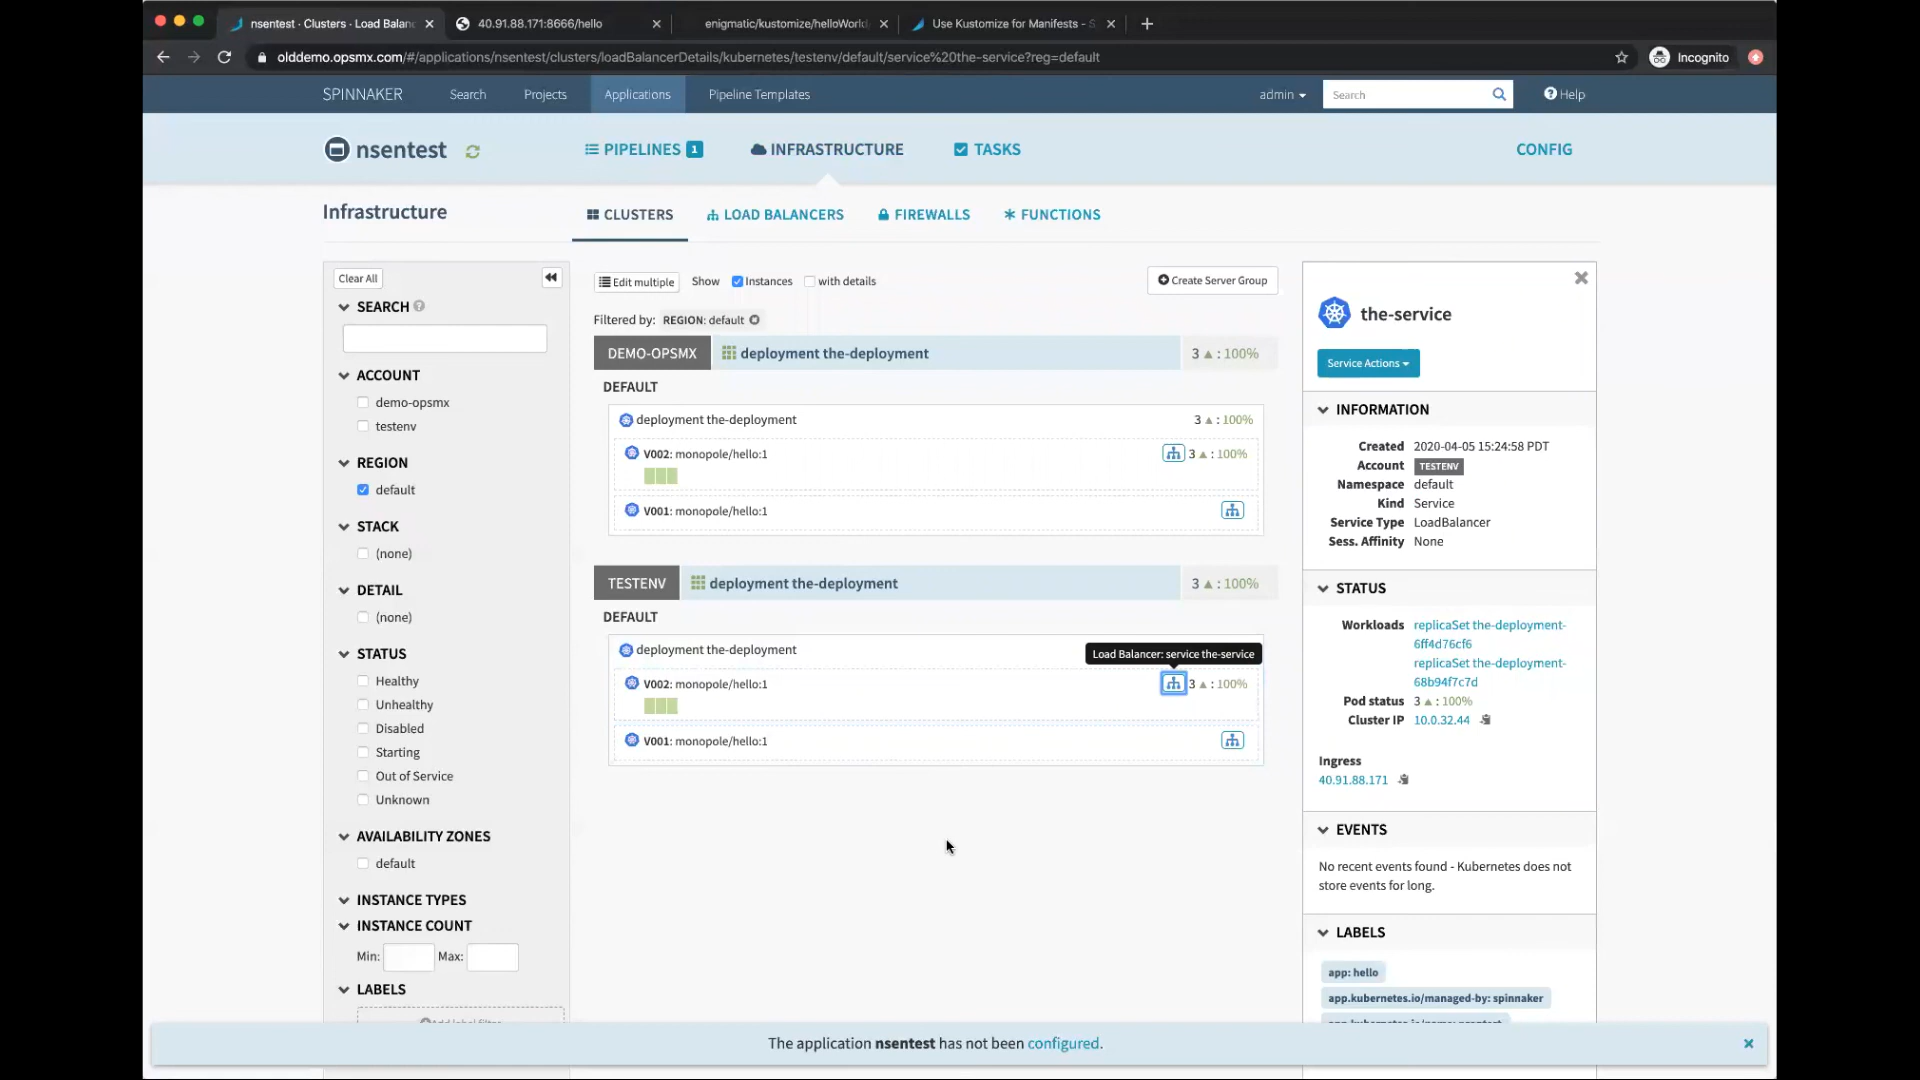 nsentest · Clusters · Load Balan
40.91.88.171:8666/hello
enigmatic/kustomize/helloWorld
Use Kustomize for Manifests - S
olddemo.opsmx.com/#/applications/nsentest/clusters/loadBalancerDetails/kubernetes/testenv/default/service%20the-service?reg=default
Incognito
SPINNAKER
Search
Projects
Applications
Pipeline Templates
admin
Search
Help
nsentest
PIPELINES 1
INFRASTRUCTURE
TASKS
CONFIG
Infrastructure
CLUSTERS
LOAD BALANCERS
FIREWALLS
FUNCTIONS
Clear All
SEARCH
ACCOUNT
demo-opsmx
testenv
REGION
default
STACK
(none)
DETAIL
(none)
STATUS
Healthy
Unhealthy
Disabled
Starting
Out of Service
Unknown
AVAILABILITY ZONES
default
INSTANCE TYPES
INSTANCE COUNT
Min: Max:
LABELS
Edit multiple
Show
Instances
with details
Create Server Group
Filtered by: REGION: default
DEMO-OPSMX
deployment the-deployment
3 ▲ : 100%
DEFAULT
deployment the-deployment
3 ▲ : 100%
V002: monopole/hello:1
3 ▲ : 100%
V001: monopole/hello:1
TESTENV
deployment the-deployment
3 ▲ : 100%
DEFAULT
deployment the-deployment
Load Balancer: service the-service
V002: monopole/hello:1
3 ▲ : 100%
V001: monopole/hello:1
the-service
Service Actions
INFORMATION
Created 2020-04-05 15:24:58 PDT
Account TESTENV
Namespace default
Kind Service
Service Type LoadBalancer
Sess. Affinity None
STATUS
Workloads replicaSet the-deployment-
6ff4d76cf6
replicaSet the-deployment-
68b94f7c7d
Pod status 3 ▲ : 100%
Cluster IP 10.0.32.44
Ingress
40.91.88.171
EVENTS
No recent events found - Kubernetes does not
store events for long.
LABELS
app: hello
app.kubernetes.io/managed-by: spinnaker
The application nsentest has not been configured.